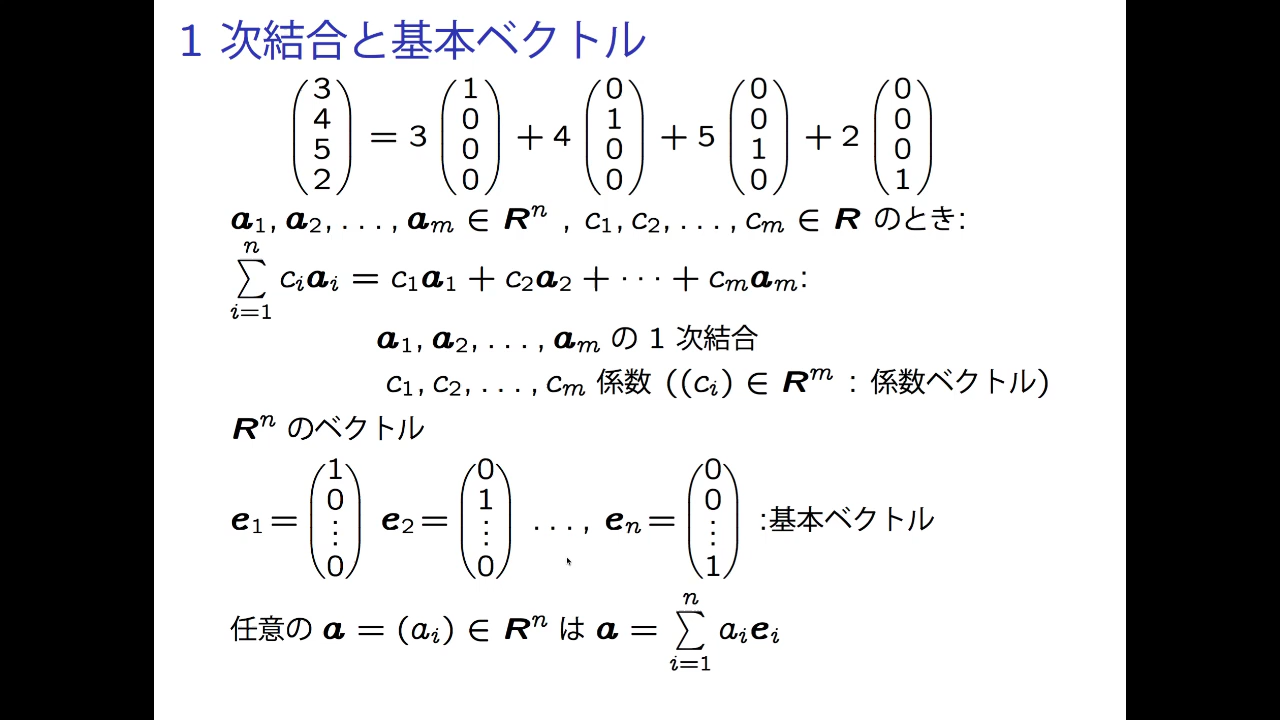 1 次結合と基本ベクトル
(3 4 5 2) = 3 (1 0 0 0) + 4 (0 1 0 0) + 5 (0 0 1 0) + 2 (0 0 0 1)
a₁, a₂, . . . , aₘ ∈ Rⁿ , c₁, c₂, . . . , cₘ ∈ R のとき:
∑ⁿᵢ₌₁ cᵢaᵢ = c₁a₁ + c₂a₂ + · · · + cₘaₘ:
a₁, a₂, . . . , aₘ の 1 次結合
c₁, c₂, . . . , cₘ 係数 ((cᵢ) ∈ Rᵐ : 係数ベクトル)
Rⁿ のベクトル
e₁ = (1 0 ⋮ 0) e₂ = (0 1 ⋮ 0) . . . , eₙ = (0 0 ⋮ 1) :基本ベクトル
任意の a = (aᵢ) ∈ Rⁿ は a = ∑ⁿᵢ₌₁ aᵢeᵢ